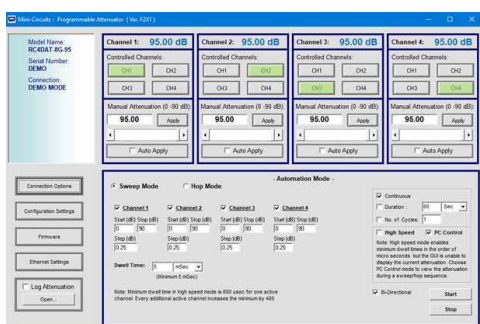 Mini-Circuits - Programmable Attenuator ( Ver. F2X1 )
Model Name:
RC4DAT-8G-95
Serial Number:
DEMO
Connection:
DEMO MODE
Channel 1: 95.00 dB
Controlled Channels:
CH1 CH2
CH3 CH4
Manual Attenuation (0 -90 dB)
95.00 Apply
Auto Apply
Channel 2: 95.00 dB
Controlled Channels:
CH1 CH2
CH3 CH4
Manual Attenuation (0 -90 dB)
95.00 Apply
Auto Apply
Channel 3: 95.00 dB
Controlled Channels:
CH1 CH2
CH3 CH4
Manual Attenuation (0 -90 dB)
95.00 Apply
Auto Apply
Channel 4: 95.00 dB
Controlled Channels:
CH1 CH2
CH3 CH4
Manual Attenuation (0 -90 dB)
95.00 Apply
Auto Apply
Connection Options
Configuration Settings
Firmware
Ethernet Settings
Log Attenuation
Open...
- Automation Mode -
Sweep Mode Hop Mode
Channel 1 Channel 2 Channel 3 Channel 4
Start (dB) Stop (dB) Start (dB) Stop (dB) Start (dB) Stop (dB) Start (dB) Stop (dB)
0 90 0 90 0 90 0 90
Step (dB) Step (dB) Step (dB) Step (dB)
0.25 0.25 0.25 0.25
Dwell Time: 5 mSec
(Minimum 5 mSec)
Note: Minimum dwell time in high speed mode is 600 usec for one active
channel. Every additional active channel increases the minimum by 400
Continuous
Duration : 60 Sec
No. of Cycles: 1
High Speed PC Control
Note: High speed mode enables
minimum dwell times in the order of
micro seconds, but the GUI is unable to
display the current attenuation. Choose
PC Control mode to view the attenuation
during a sweep/hop sequence.
Bi-Directional
Start
Stop